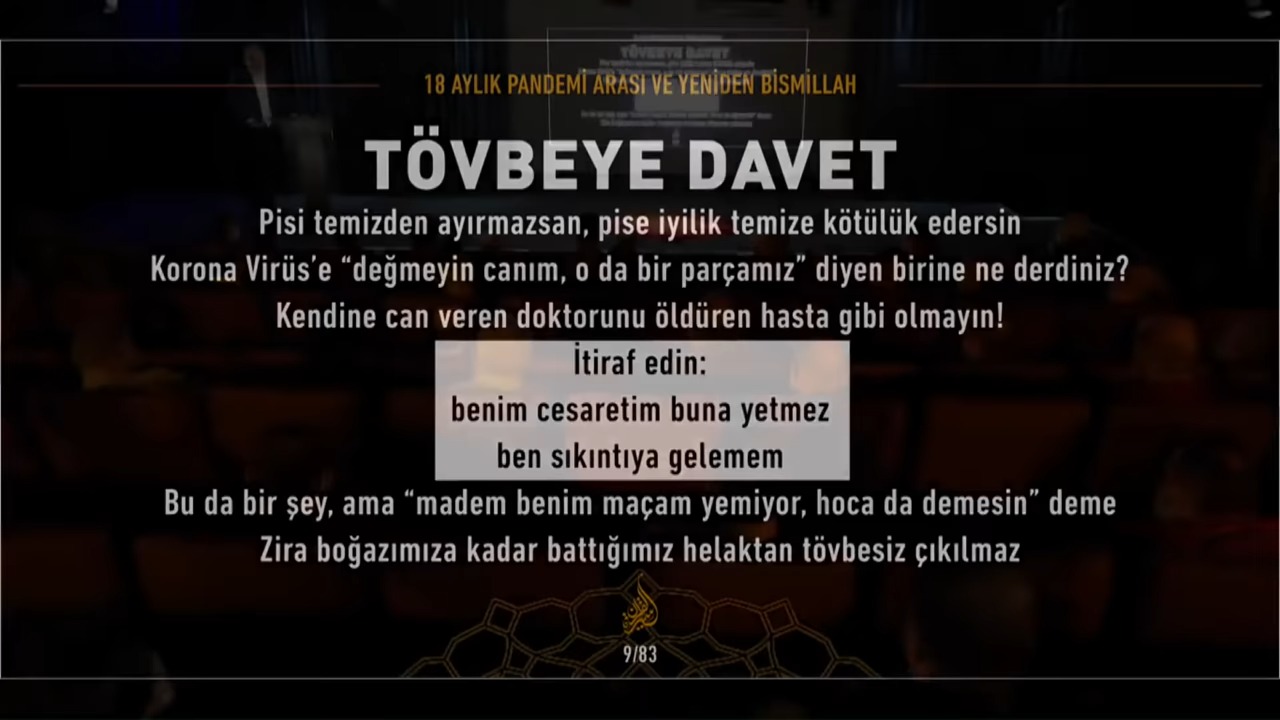 18 AYLIK PANDEMİ ARASI VE YENİDEN BİSMİLLAH
TÖVBEYE DAVET
Pisi temizden ayırmazsan, pise iyilik temize kötülük edersin
Korona Virüs’e “değmeyin canım, o da bir parçamız” diyen birine ne derdiniz?
Kendine can veren doktorunu öldüren hasta gibi olmayın!
İtiraf edin:
benim cesaretim buna yetmez
ben sıkıntıya gelemem
Bu da bir şey, ama “madem benim maçam yemiyor, hoca da demesin” deme
Zira boğazımıza kadar battığımız helaktan tövbesiz çıkılmaz
9/83